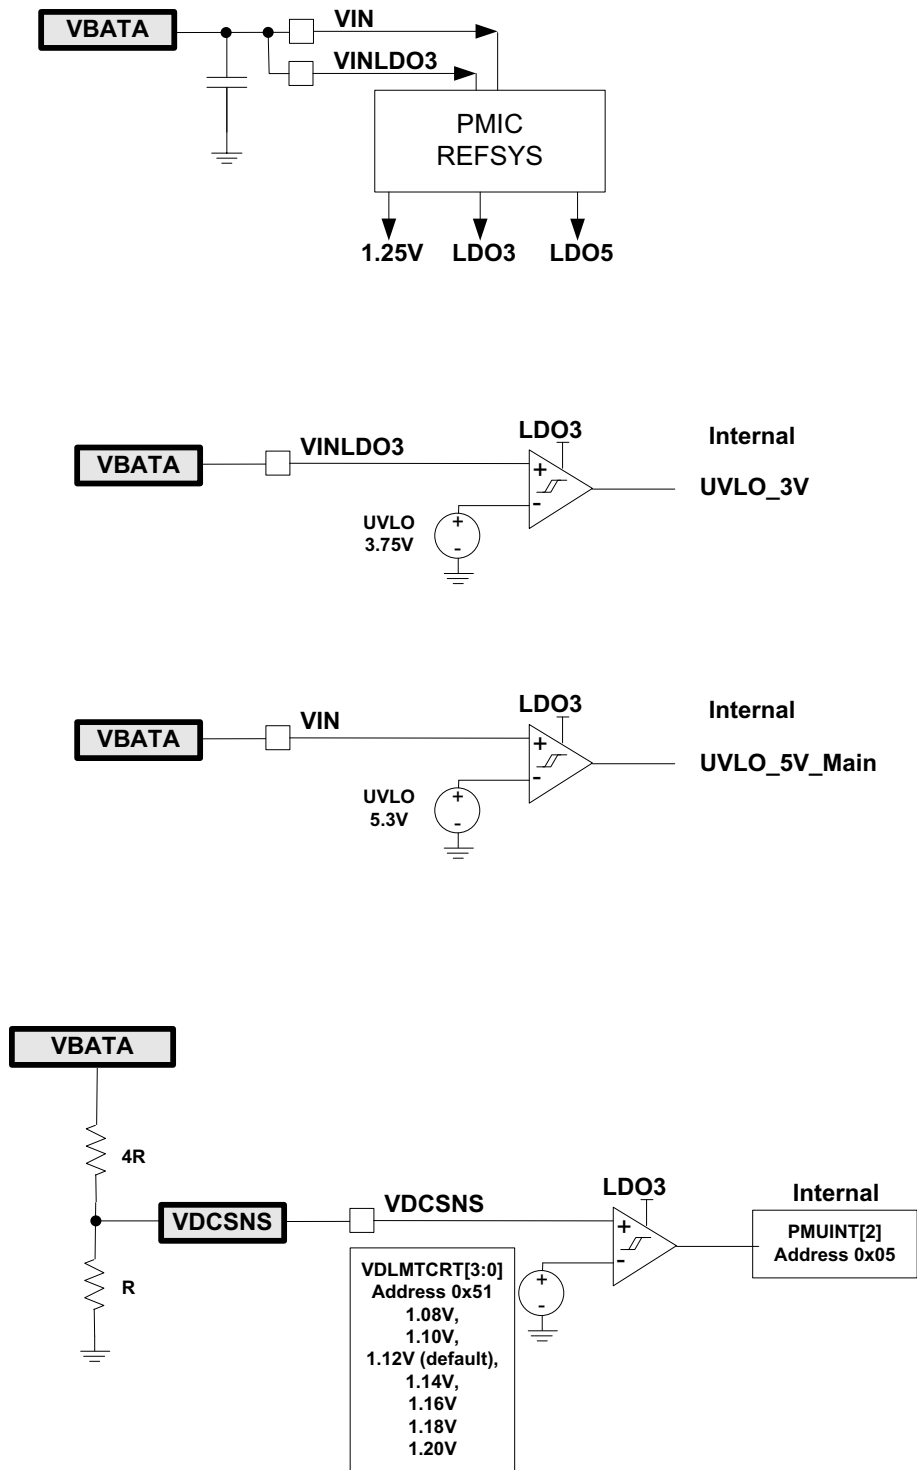 VBATA
VIN
VINLDO3
PMIC
REFSYS
1.25V LDO3 LDO5
VBATA
VINLDO3
LDO3
+
-
UVLO
3.75V
+
-
Internal
UVLO_3V
VBATA
VIN
LDO3
+
-
UVLO
5.3V
+
-
Internal
UVLO_5V_Main
VBATA
4R
R
VDCSNS
VDCSNS
LDO3
+
-
+
-
Internal
PMUINT[2]
Address 0x05
VDLMTCRT[3:0]
Address 0x51
1.08V,
1.10V,
1.12V (default),
1.14V,
1.16V
1.18V
1.20V